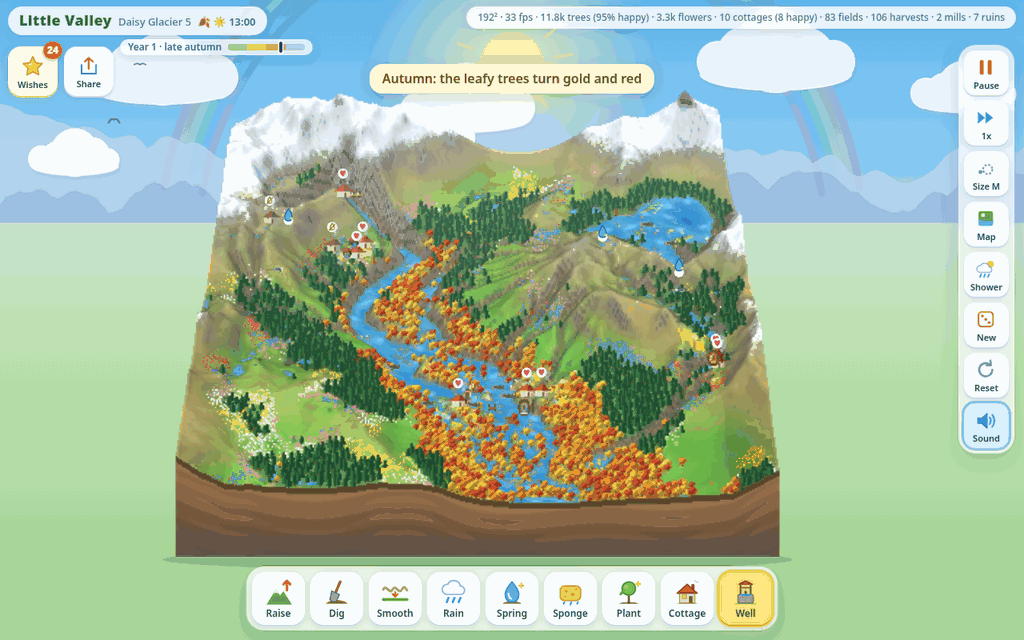 Little Valley Daisy Glacier 5 13:00
192² · 33 fps · 11.8k trees (95% happy) · 3.3k flowers · 10 cottages (8 happy) · 83 fields · 106 harvests · 2 mills · 7 ruins
Year 1 · late autumn
24
Wishes
Share
Autumn: the leafy trees turn gold and red
Pause
1x
Size M
Map
Shower
New
Reset
Sound
Raise
Dig
Smooth
Rain
Spring
Sponge
Plant
Cottage
Well